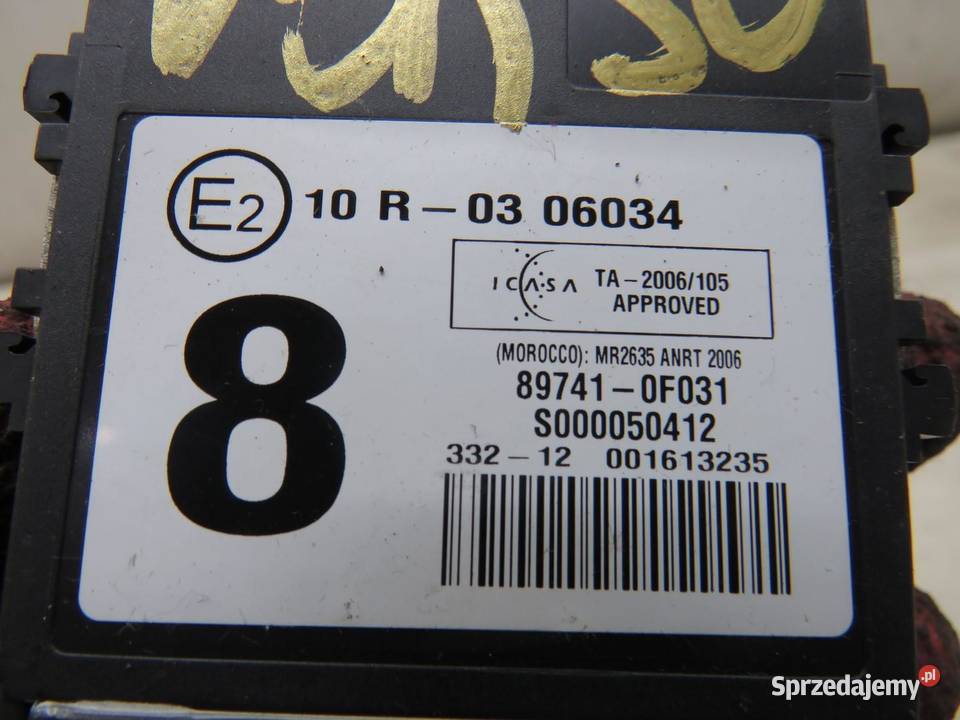 VERSO
E2 10 R - 03 06034
ICASA TA - 2006/105
APPROVED
(MOROCCO): MR2635 ANRT 2006
8
89741 - 0F031
S000050412
332 - 12 001613235
Sprzedajemy.pl